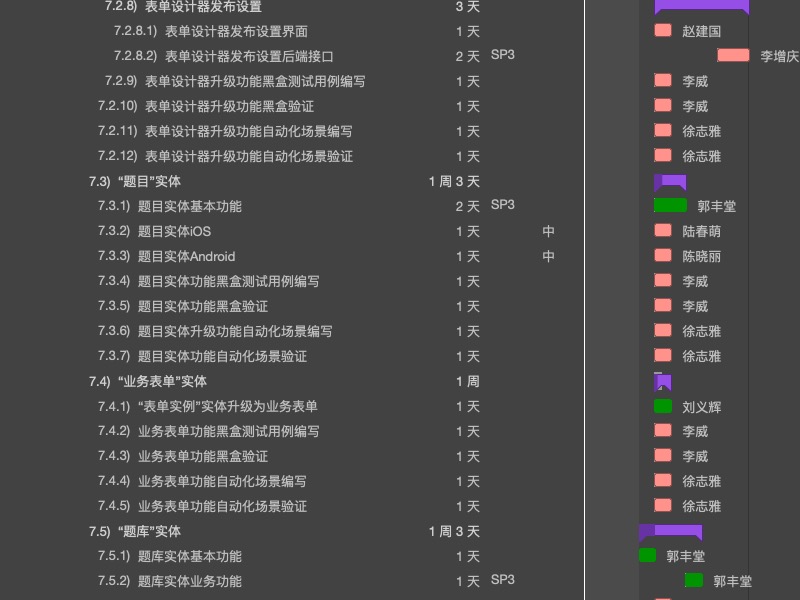 7.2.8) 表单设计器发布设置 3 天
7.2.8.1) 表单设计器发布设置界面 1 天 赵建国
7.2.8.2) 表单设计器发布设置后端接口 2 天 SP3 李增庆
7.2.9) 表单设计器升级功能黑盒测试用例编写 1 天 李威
7.2.10) 表单设计器升级功能黑盒验证 1 天 李威
7.2.11) 表单设计器升级功能自动化场景编写 1 天 徐志雅
7.2.12) 表单设计器升级功能自动化场景验证 1 天 徐志雅
7.3) “题目”实体 1 周 3 天
7.3.1) 题目实体基本功能 2 天 SP3 郭丰堂
7.3.2) 题目实体iOS 1 天 中 陆春萌
7.3.3) 题目实体Android 1 天 中 陈晓丽
7.3.4) 题目实体功能黑盒测试用例编写 1 天 李威
7.3.5) 题目实体功能黑盒验证 1 天 李威
7.3.6) 题目实体升级功能自动化场景编写 1 天 徐志雅
7.3.7) 题目实体功能自动化场景验证 1 天 徐志雅
7.4) “业务表单”实体 1 周
7.4.1) “表单实例”实体升级为业务表单 1 天 刘义辉
7.4.2) 业务表单功能黑盒测试用例编写 1 天 李威
7.4.3) 业务表单功能黑盒验证 1 天 李威
7.4.4) 业务表单功能自动化场景编写 1 天 徐志雅
7.4.5) 业务表单功能自动化场景验证 1 天 徐志雅
7.5) “题库”实体 1 周 3 天
7.5.1) 题库实体基本功能 1 天 郭丰堂
7.5.2) 题库实体业务功能 1 天 SP3 郭丰堂